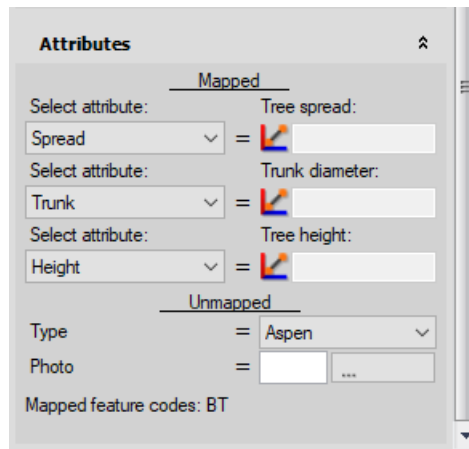 Attributes
Mapped
Select attribute: Tree spread:
Spread =
Select attribute: Trunk diameter:
Trunk =
Select attribute: Tree height:
Height =
Unmapped
Type = Aspen
Photo = ...
Mapped feature codes: BT